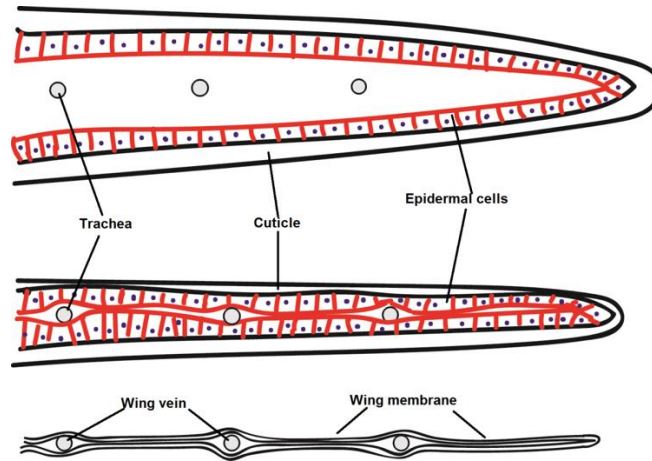 Trachea
Cuticle
Epidermal cells
Wing vein
Wing membrane